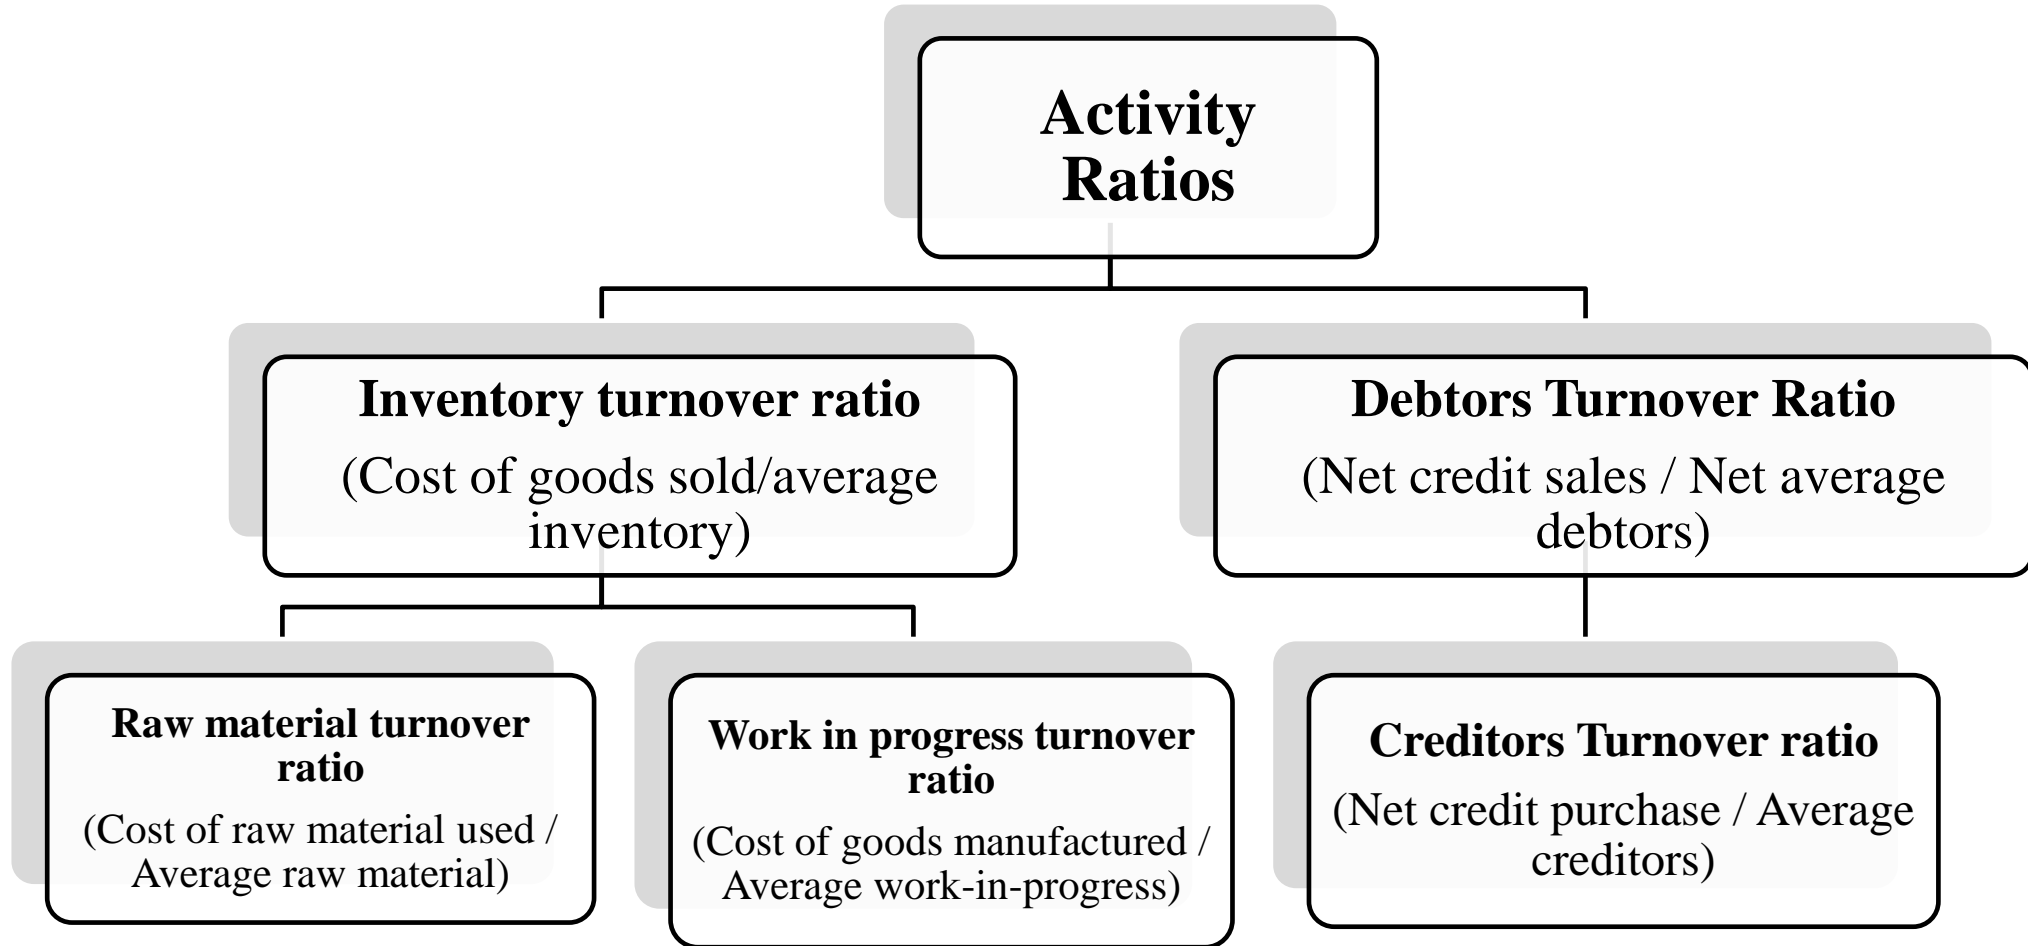 Activity
Ratios
Inventory turnover ratio
(Cost of goods sold/average
inventory)
Debtors Turnover Ratio
(Net credit sales / Net average
debtors)
Raw material turnover
ratio
(Cost of raw material used /
Average raw material)
Work in progress turnover
ratio
(Cost of goods manufactured /
Average work-in-progress)
Creditors Turnover ratio
(Net credit purchase / Average
creditors)